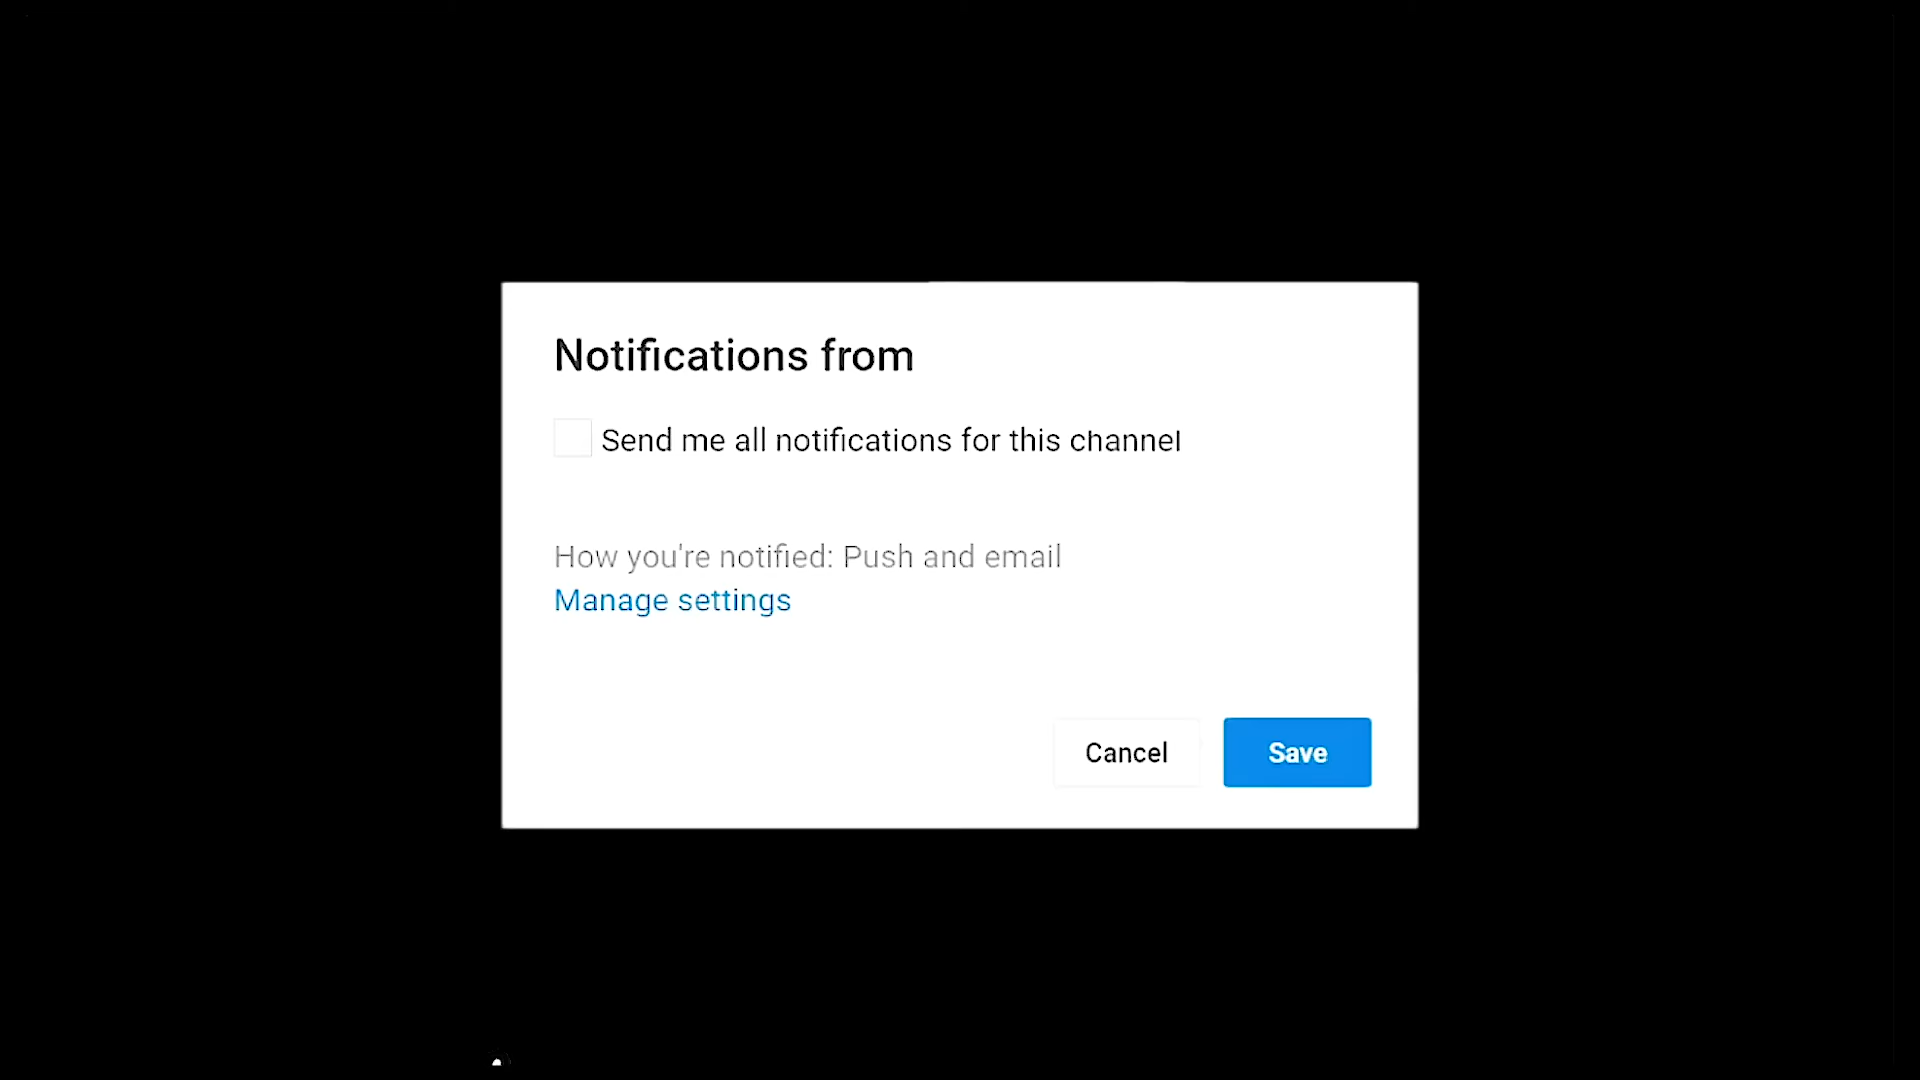 Notifications from
Send me all notifications for this channel
How you're notified: Push and email
Manage settings
Cancel
Save